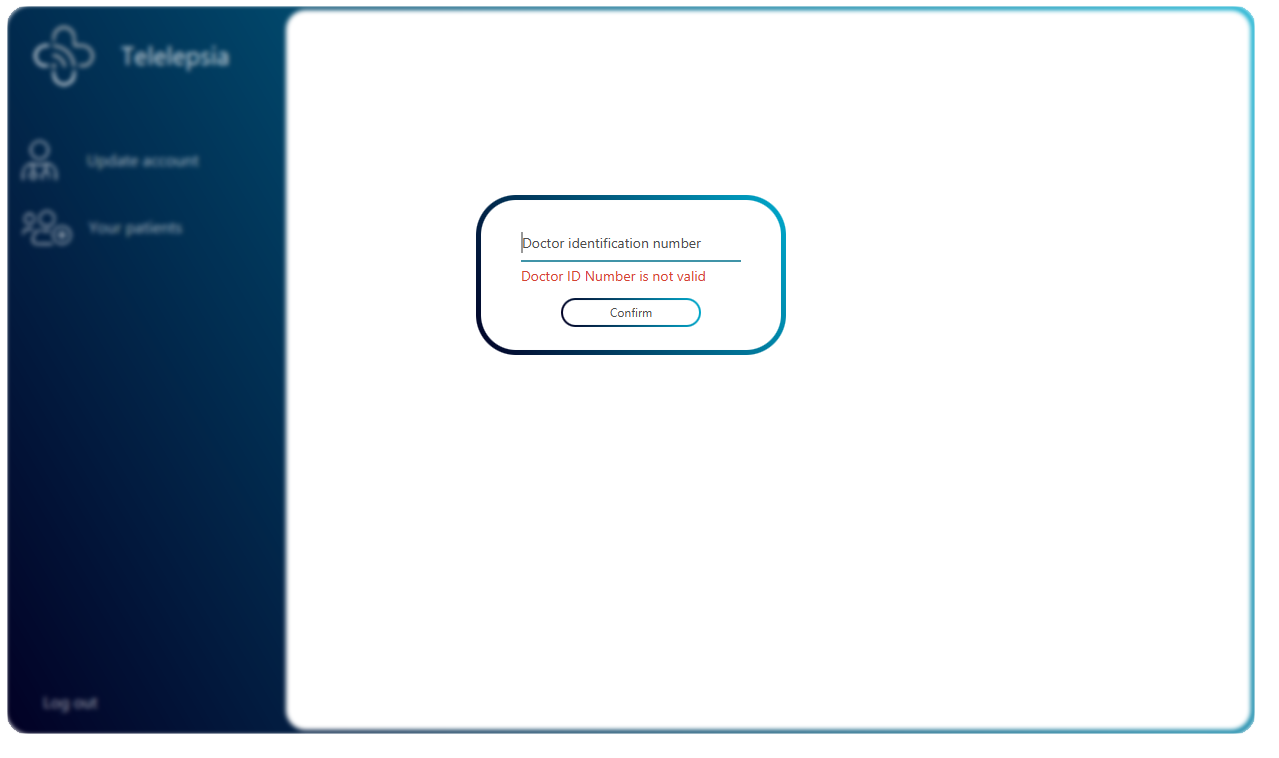 Telelepsia
Update account
Your patients
Doctor identification number
Doctor ID Number is not valid
Confirm
Log out